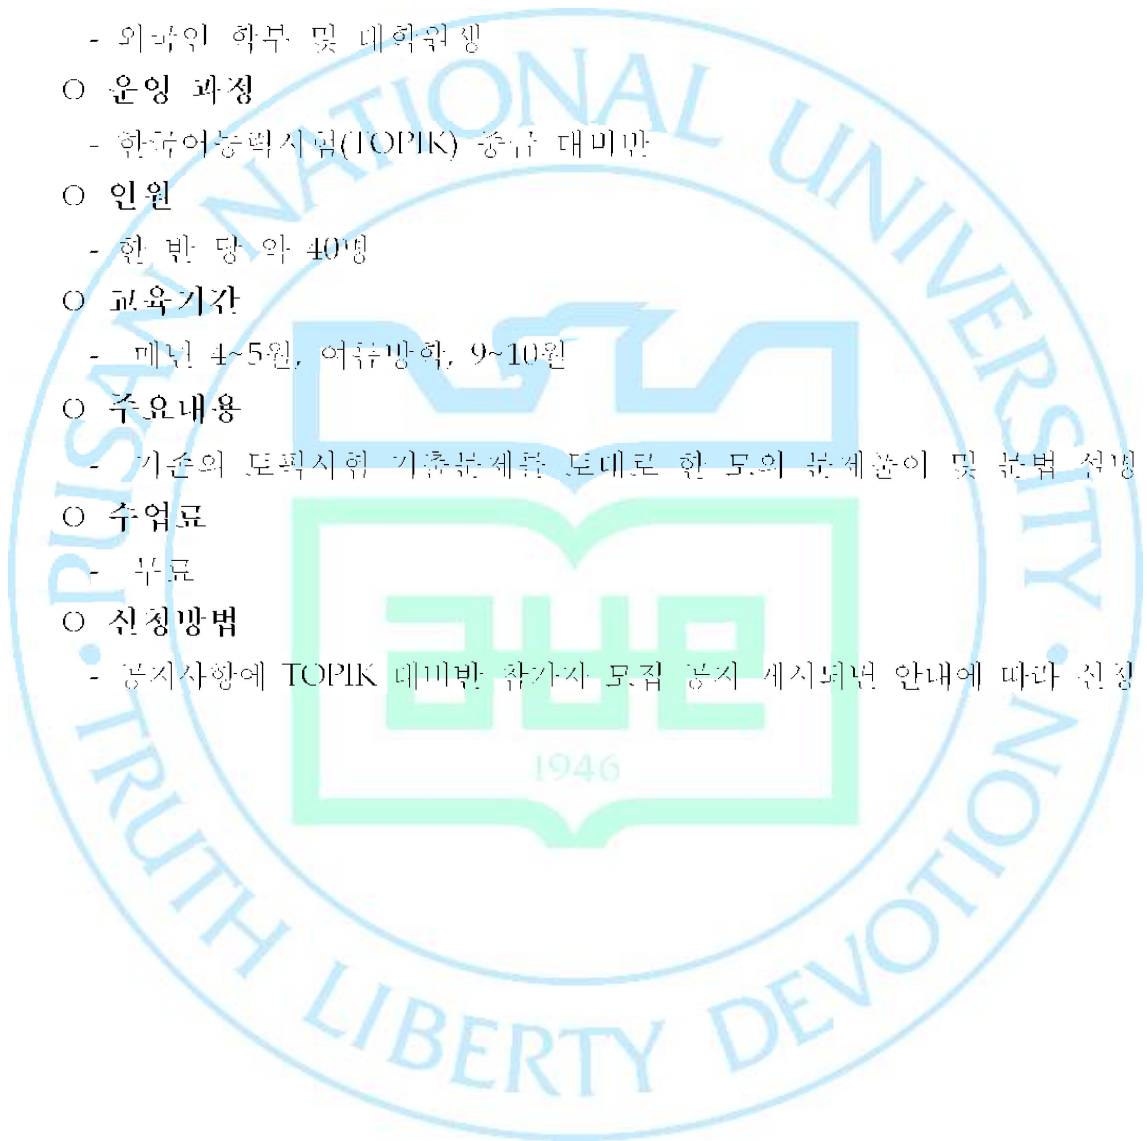 - 외국인 학부 및 대학원생
○ 운영 과정
- 한국어능력시험(TOPIK) 중급 대비반
○ 인원
- 한 반 당 약 40명
○ 교육기간
- 매년 4~5월, 여름방학, 9~10월
○ 주요내용
- 기존의 토픽시험 기출문제를 토대로 한 모의 문제풀이 및 문법 설명
○ 수업료
- 무료
○ 신청방법
- 공지사항에 TOPIK 대비반 참가자 모집 공지 게시되면 안내에 따라 신청
PUSAN NATIONAL UNIVERSITY
1946
TRUTH LIBERTY DEVOTION